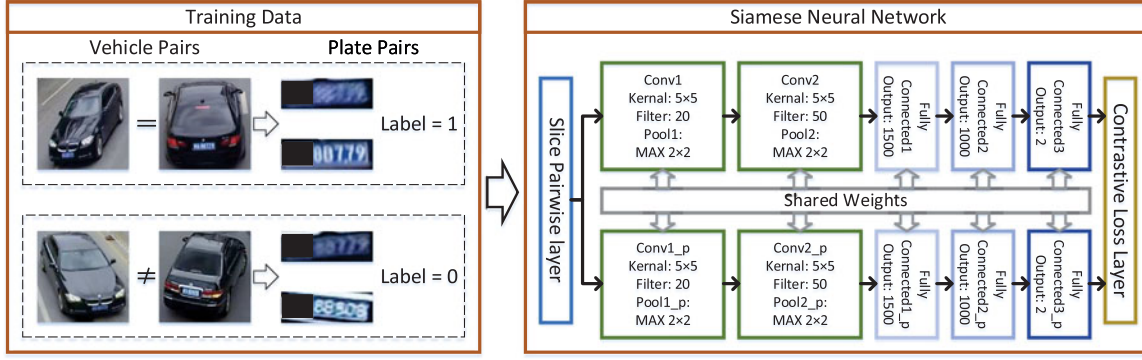 Training Data
Vehicle Pairs
Plate Pairs
=
Label = 1
88779
≠
Label = 0
88779
88508
Siamese Neural Network
Slice Pairwise layer
Conv1
Kernal: 5×5
Filter: 20
Pool1:
MAX 2×2
Conv2
Kernal: 5×5
Filter: 50
Pool2:
MAX 2×2
Fully
Connected1
Output: 1500
Fully
Connected2
Output: 1000
Fully
Connected3
Output: 2
Shared Weights
Conv1_p
Kernal: 5×5
Filter: 20
Pool1_p:
MAX 2×2
Conv2_p
Kernal: 5×5
Filter: 50
Pool2_p:
MAX 2×2
Fully
Connected1_p
Output: 1500
Fully
Connected2_p
Output: 1000
Fully
Connected3_p
Output: 2
Contrastive Loss Layer